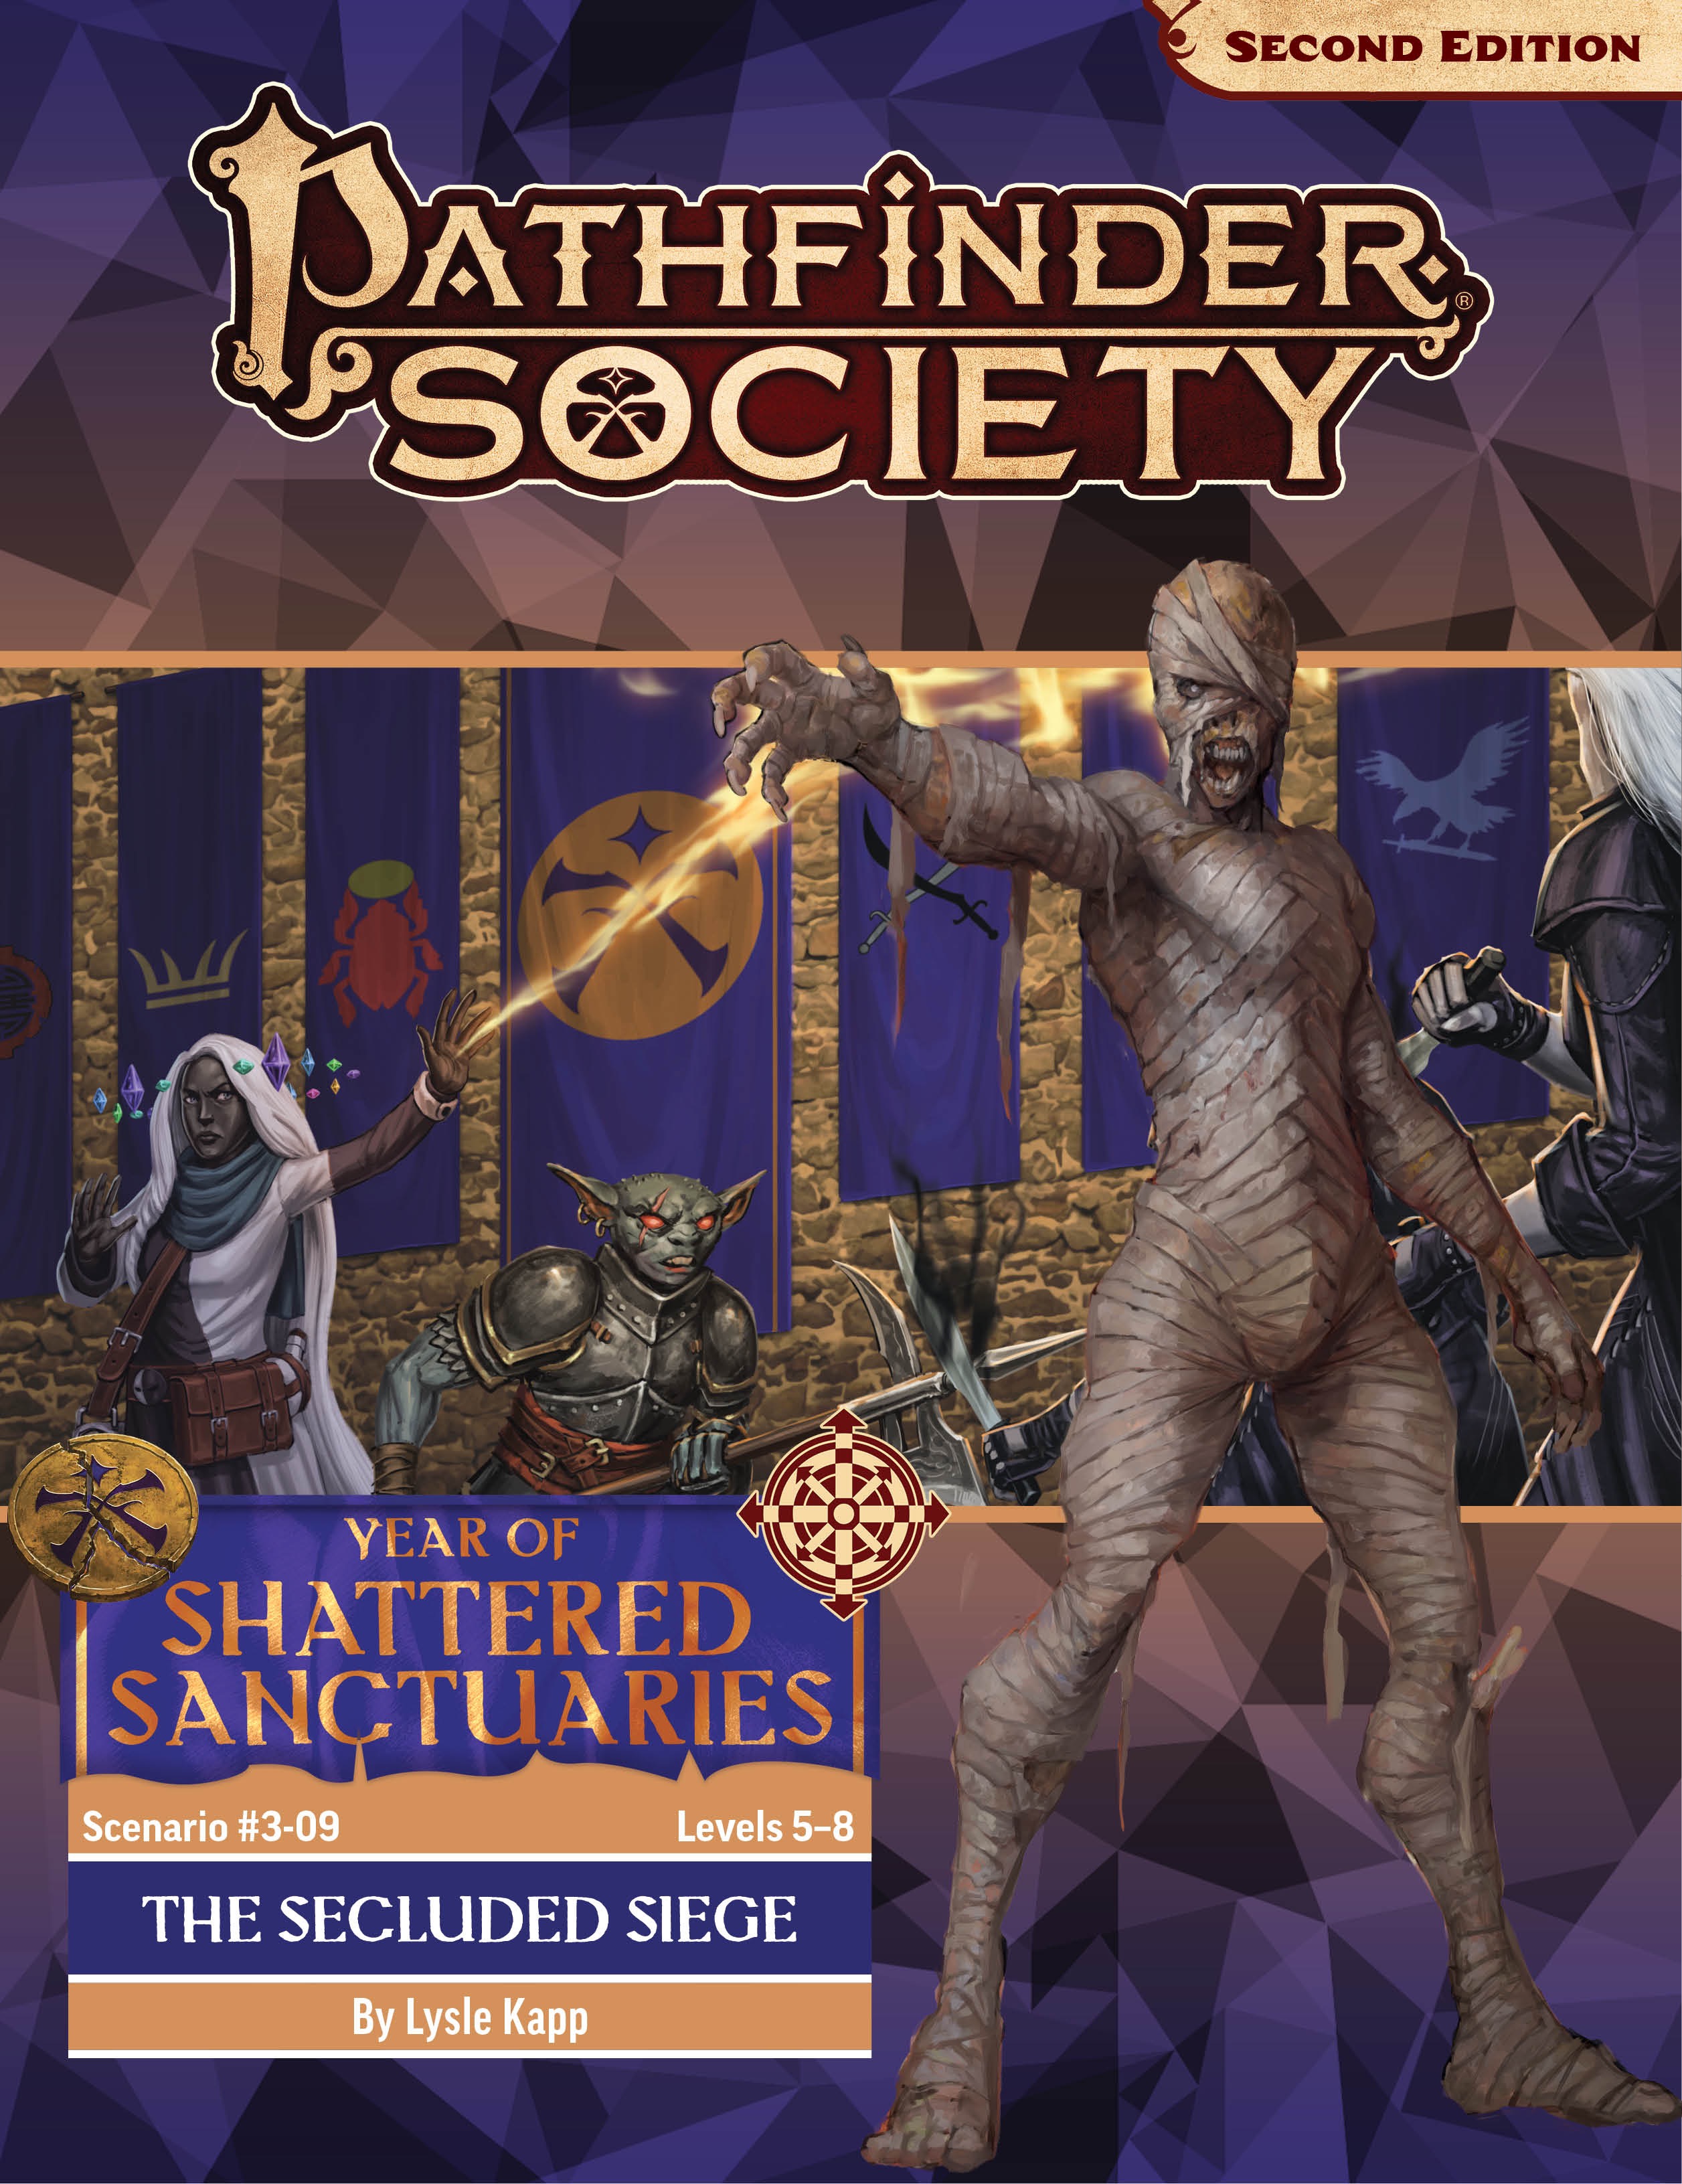 SECOND EDITION
PATHFINDER®
SOCIETY
YEAR OF
SHATTERED
SANCTUARIES
Scenario #3-09 Levels 5–8
THE SECLUDED SIEGE
By Lysle Kapp